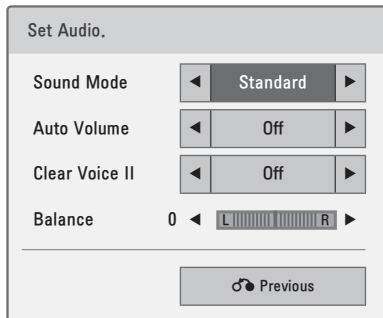 Set Audio.
Sound Mode ◀ Standard ▶
Auto Volume ◀ Off ▶
Clear Voice II ◀ Off ▶
Balance 0 ◀ L R ▶
Previous